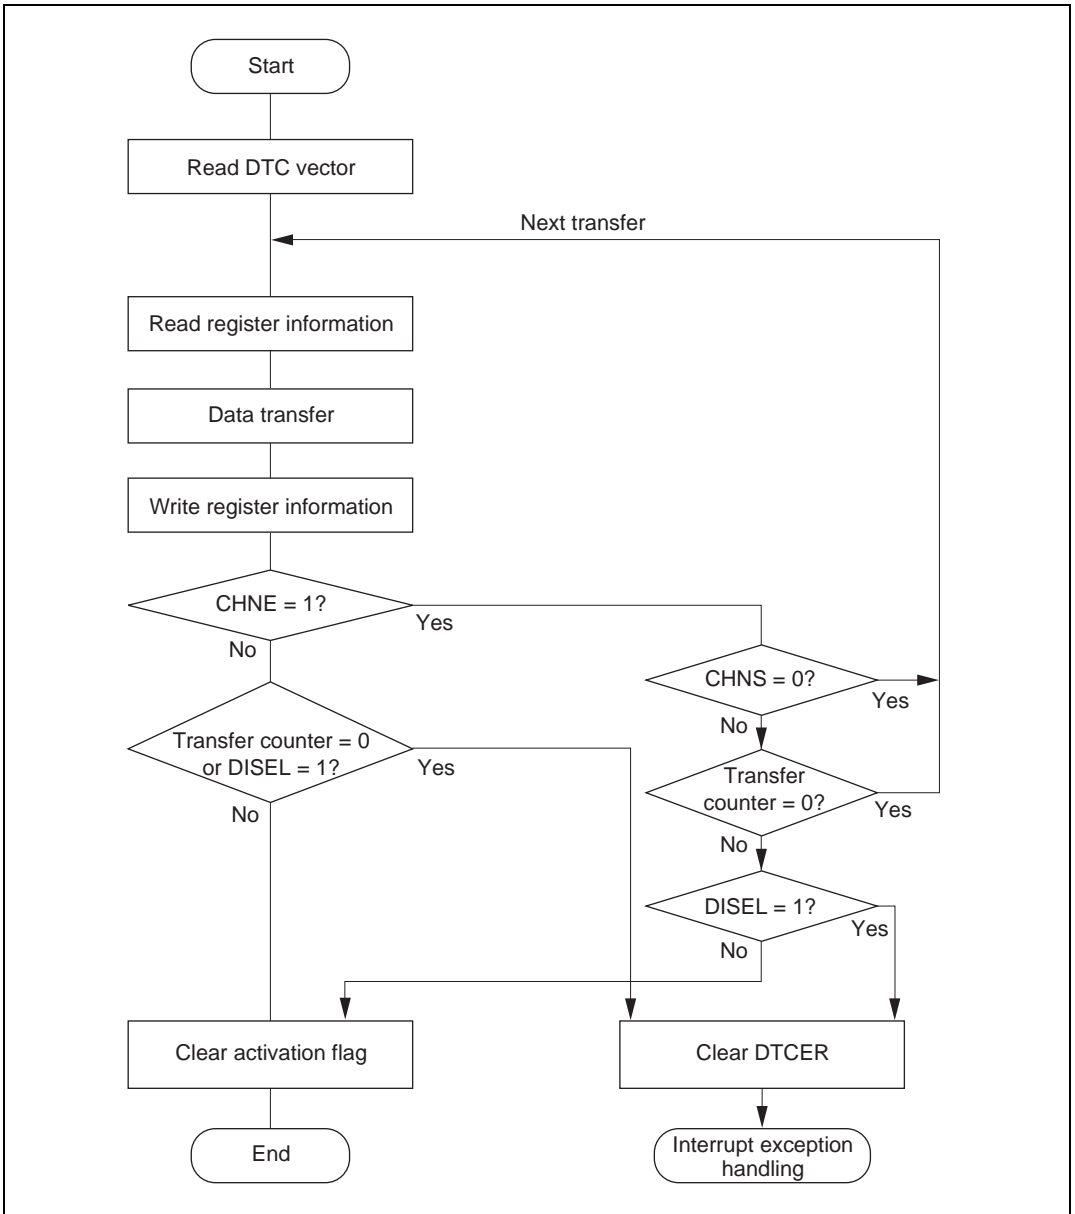 Start
Read DTC vector
Next transfer
Read register information
Data transfer
Write register information
CHNE = 1?
Yes
No
CHNS = 0?
Yes
No
Transfer counter = 0
or DISEL = 1?
Yes
No
Transfer
counter = 0?
Yes
No
DISEL = 1?
Yes
No
Clear activation flag
Clear DTCER
End
Interrupt exception
handling